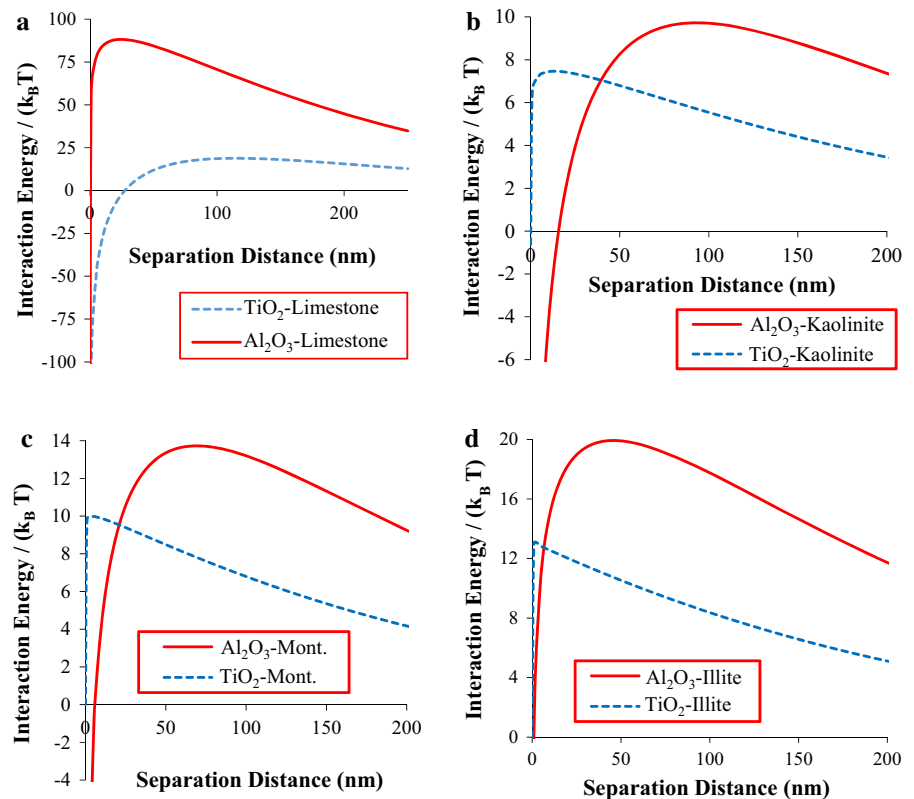 a
100
75
50
25
0
-25
-50
-75
-100
0
100
200
Interaction Energy / (k_B T)
Separation Distance (nm)
TiO₂-Limestone
Al₂O₃-Limestone
b
10
8
6
4
2
0
-2
-4
-6
0
50
100
150
200
Interaction Energy / (k_B T)
Separation Distance (nm)
Al₂O₃-Kaolinite
TiO₂-Kaolinite
c
14
12
10
8
6
4
2
0
-2
-4
0
50
100
150
200
Interaction Energy / (k_B T)
Separation Distance (nm)
Al₂O₃-Mont.
TiO₂-Mont.
d
20
16
12
8
4
0
0
50
100
150
200
Interaction Energy / (k_B T)
Separation Distance (nm)
Al₂O₃-Illite
TiO₂-Illite